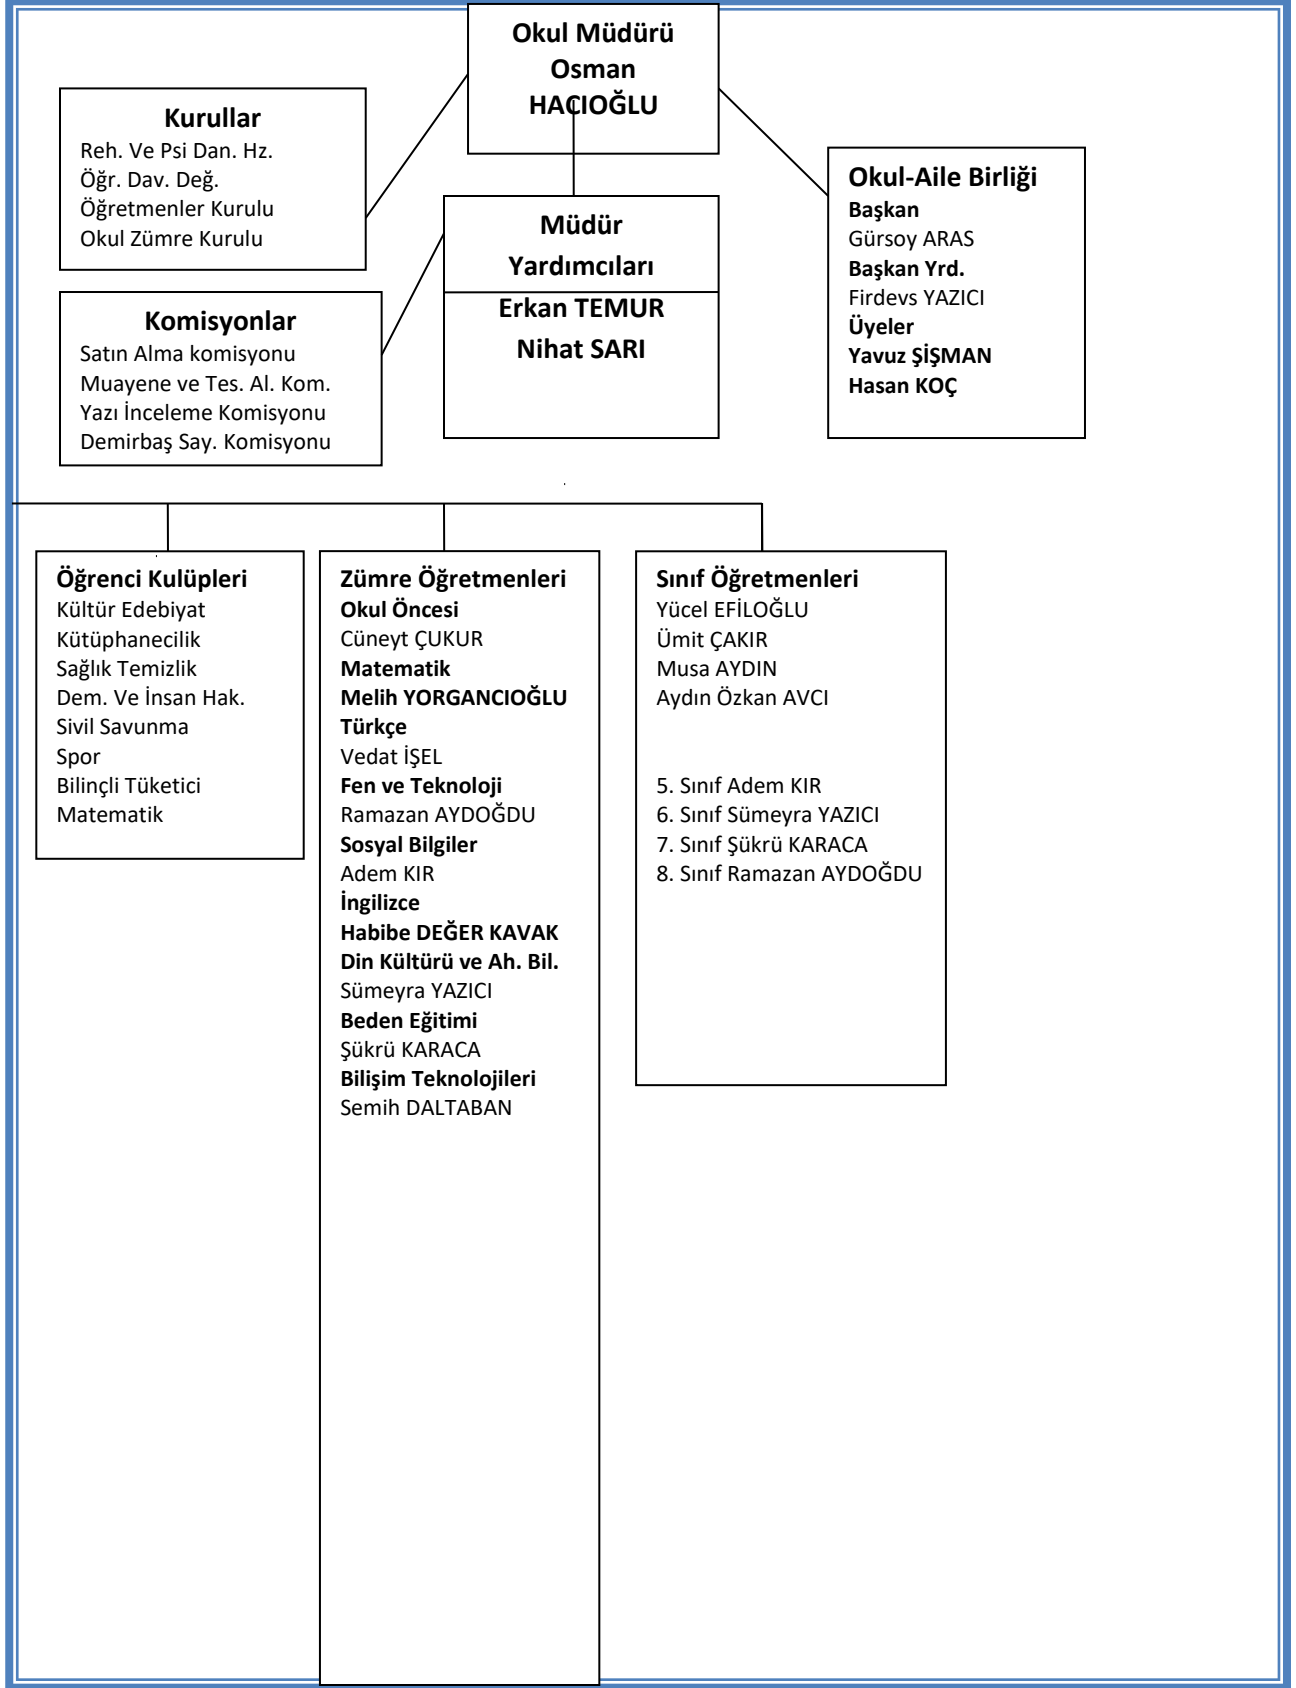 Okul Müdürü
Osman
HACIOĞLU
Kurullar
Reh. Ve Psi Dan. Hz.
Öğr. Dav. Değ.
Öğretmenler Kurulu
Okul Zümre Kurulu
Okul-Aile Birliği
Başkan
Gürsoy ARAS
Başkan Yrd.
Firdevs YAZICI
Üyeler
Yavuz ŞİŞMAN
Hasan KOÇ
Müdür
Yardımcıları
Erkan TEMUR
Nihat SARI
Komisyonlar
Satın Alma komisyonu
Muayene ve Tes. Al. Kom.
Yazı İnceleme Komisyonu
Demirbaş Say. Komisyonu
Öğrenci Kulüpleri
Kültür Edebiyat
Kütüphanecilik
Sağlık Temizlik
Dem. Ve İnsan Hak.
Sivil Savunma
Spor
Bilinçli Tüketici
Matematik
Zümre Öğretmenleri
Okul Öncesi
Cüneyt ÇUKUR
Matematik
Melih YORGANCIOĞLU
Türkçe
Vedat İŞEL
Fen ve Teknoloji
Ramazan AYDOĞDU
Sosyal Bilgiler
Adem KIR
İngilizce
Habibe DEĞER KAVAK
Din Kültürü ve Ah. Bil.
Sümeyra YAZICI
Beden Eğitimi
Şükrü KARACA
Bilişim Teknolojileri
Semih DALTABAN
Sınıf Öğretmenleri
Yücel EFİLOĞLU
Ümit ÇAKIR
Musa AYDIN
Aydın Özkan AVCI
5. Sınıf Adem KIR
6. Sınıf Sümeyra YAZICI
7. Sınıf Şükrü KARACA
8. Sınıf Ramazan AYDOĞDU